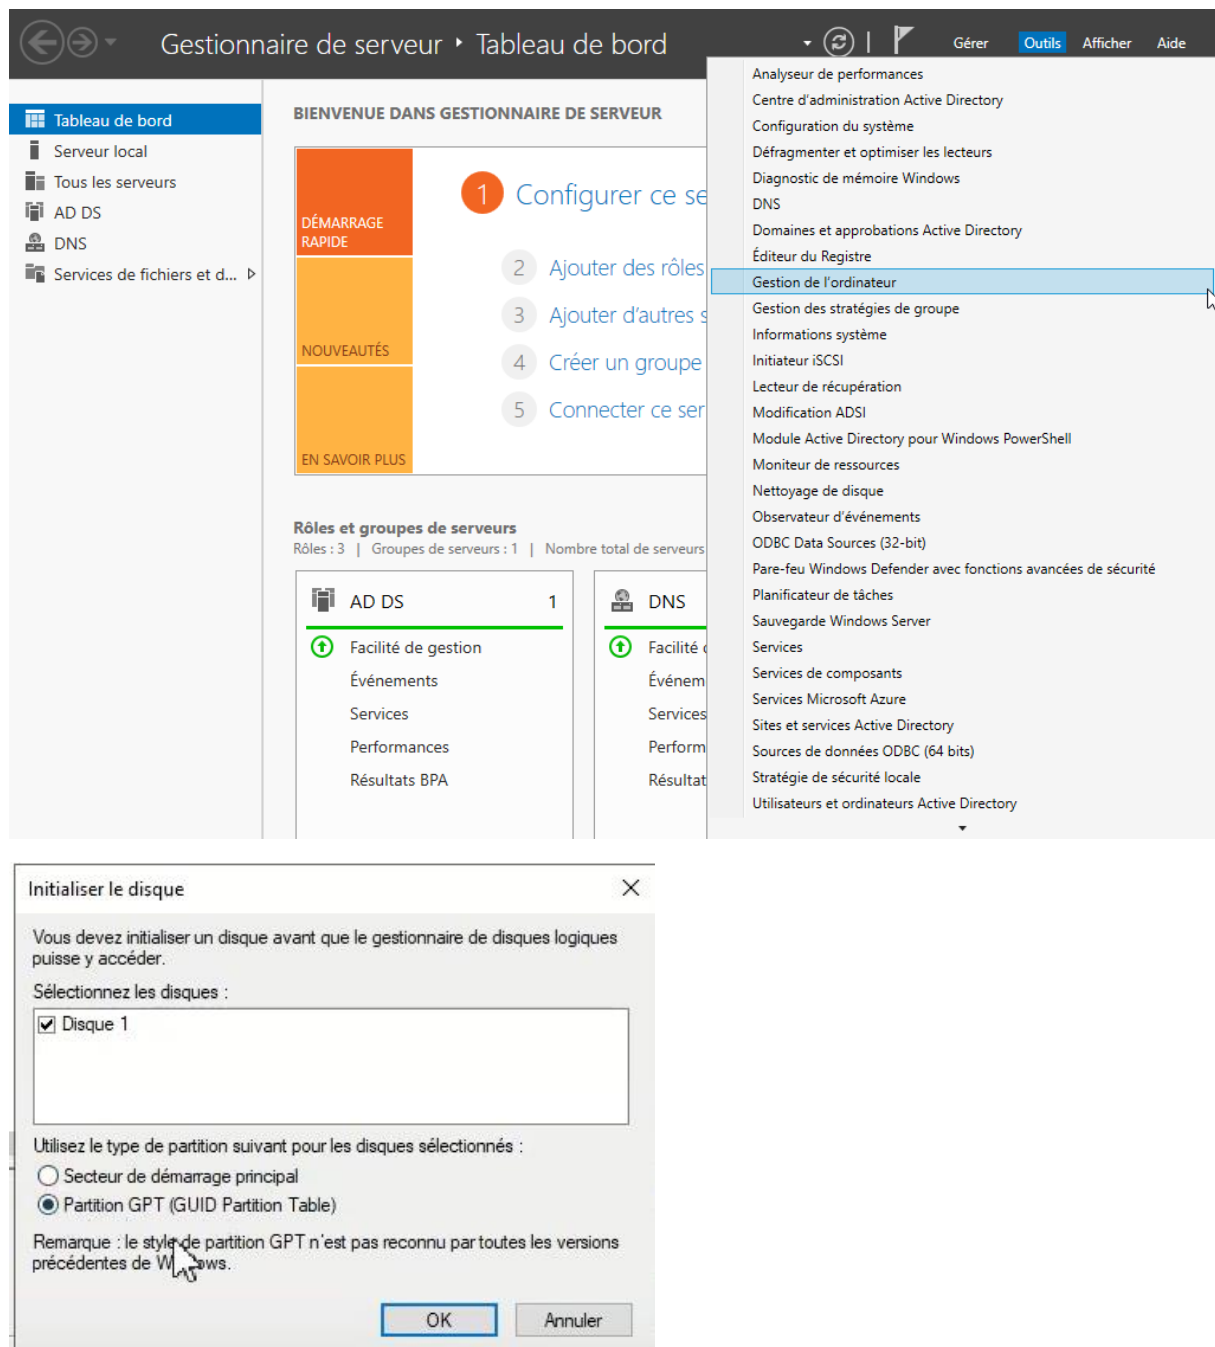 Gestionnaire de serveur ‣ Tableau de bord
Gérer
Outils
Afficher
Aide
Tableau de bord
Serveur local
Tous les serveurs
AD DS
DNS
Services de fichiers et d...
BIENVENUE DANS GESTIONNAIRE DE SERVEUR
DÉMARRAGE
RAPIDE
NOUVEAUTÉS
EN SAVOIR PLUS
1 Configurer ce se
2 Ajouter des rôles
3 Ajouter d'autres s
4 Créer un groupe
5 Connecter ce ser
Rôles et groupes de serveurs
Rôles : 3 | Groupes de serveurs : 1 | Nombre total de serveurs
AD DS 1
Facilité de gestion
Événements
Services
Performances
Résultats BPA
DNS
Facilité
Événem
Services
Perform
Résultat
Analyseur de performances
Centre d'administration Active Directory
Configuration du système
Défragmenter et optimiser les lecteurs
Diagnostic de mémoire Windows
DNS
Domaines et approbations Active Directory
Éditeur du Registre
Gestion de l'ordinateur
Gestion des stratégies de groupe
Informations système
Initiateur iSCSI
Lecteur de récupération
Modification ADSI
Module Active Directory pour Windows PowerShell
Moniteur de ressources
Nettoyage de disque
Observateur d'événements
ODBC Data Sources (32-bit)
Pare-feu Windows Defender avec fonctions avancées de sécurité
Planificateur de tâches
Sauvegarde Windows Server
Services
Services de composants
Services Microsoft Azure
Sites et services Active Directory
Sources de données ODBC (64 bits)
Stratégie de sécurité locale
Utilisateurs et ordinateurs Active Directory
Initialiser le disque
Vous devez initialiser un disque avant que le gestionnaire de disques logiques
puisse y accéder.
Sélectionnez les disques :
Disque 1
Utilisez le type de partition suivant pour les disques sélectionnés :
Secteur de démarrage principal
Partition GPT (GUID Partition Table)
Remarque : le style de partition GPT n'est pas reconnu par toutes les versions
précédentes de Windows.
OK
Annuler